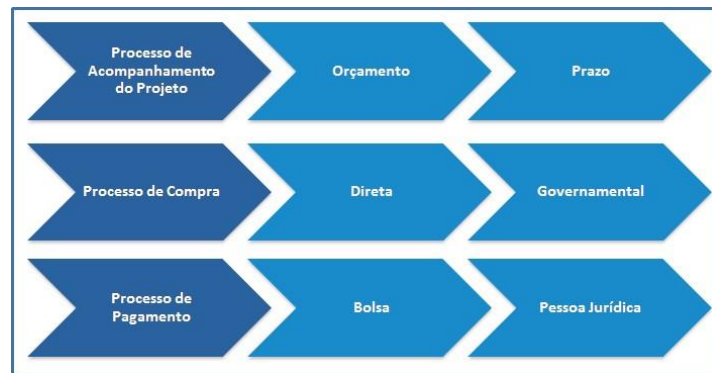 Processo de
Acompanhamento
do Projeto
Orçamento
Prazo
Processo de Compra
Direta
Governamental
Processo de
Pagamento
Bolsa
Pessoa Jurídica